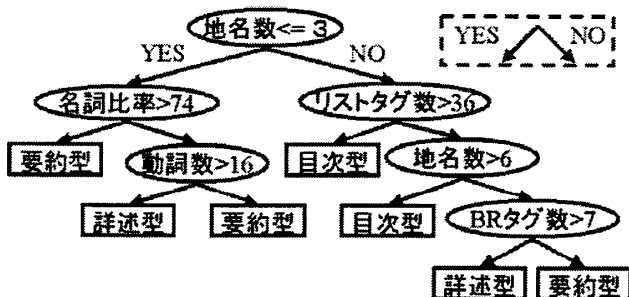 地名数<= 3
YES NO
YES NO
名詞比率>74 リストタグ数>36
要約型 動詞数>16 目次型 地名数>6
詳述型 要約型 目次型 BRタグ数>7
詳述型 要約型